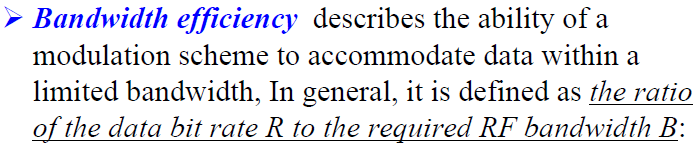 ➢ Bandwidth efficiency describes the ability of a
modulation scheme to accommodate data within a
limited bandwidth, In general, it is defined as the ratio
of the data bit rate R to the required RF bandwidth B: